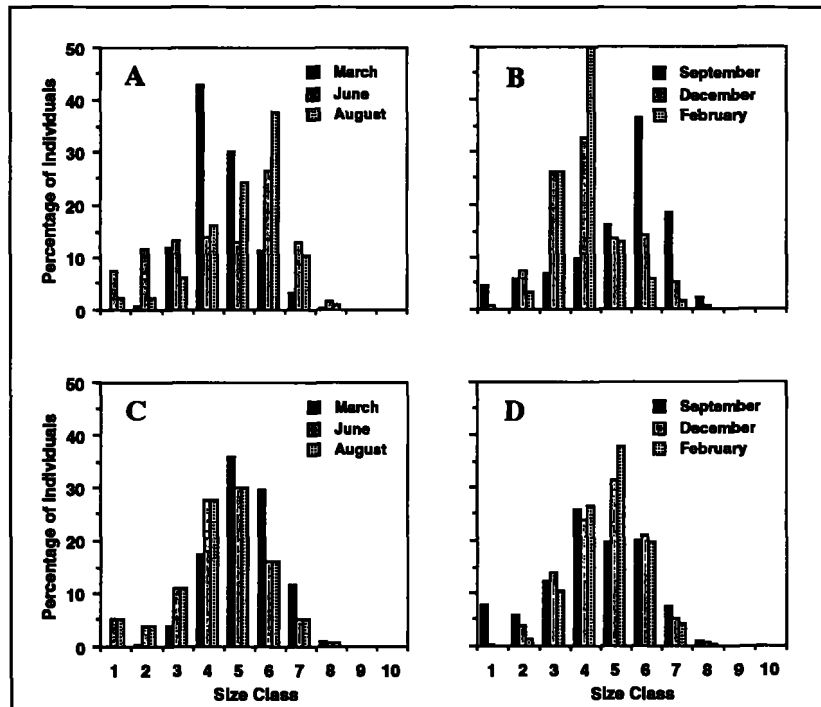 A
March
June
August
B
September
December
February
Percentage of Individuals
50
40
30
20
10
0
C
March
June
August
D
September
December
February
Percentage of Individuals
50
40
30
20
10
0
1 2 3 4 5 6 7 8 9 10
1 2 3 4 5 6 7 8 9 10
Size Class
Size Class